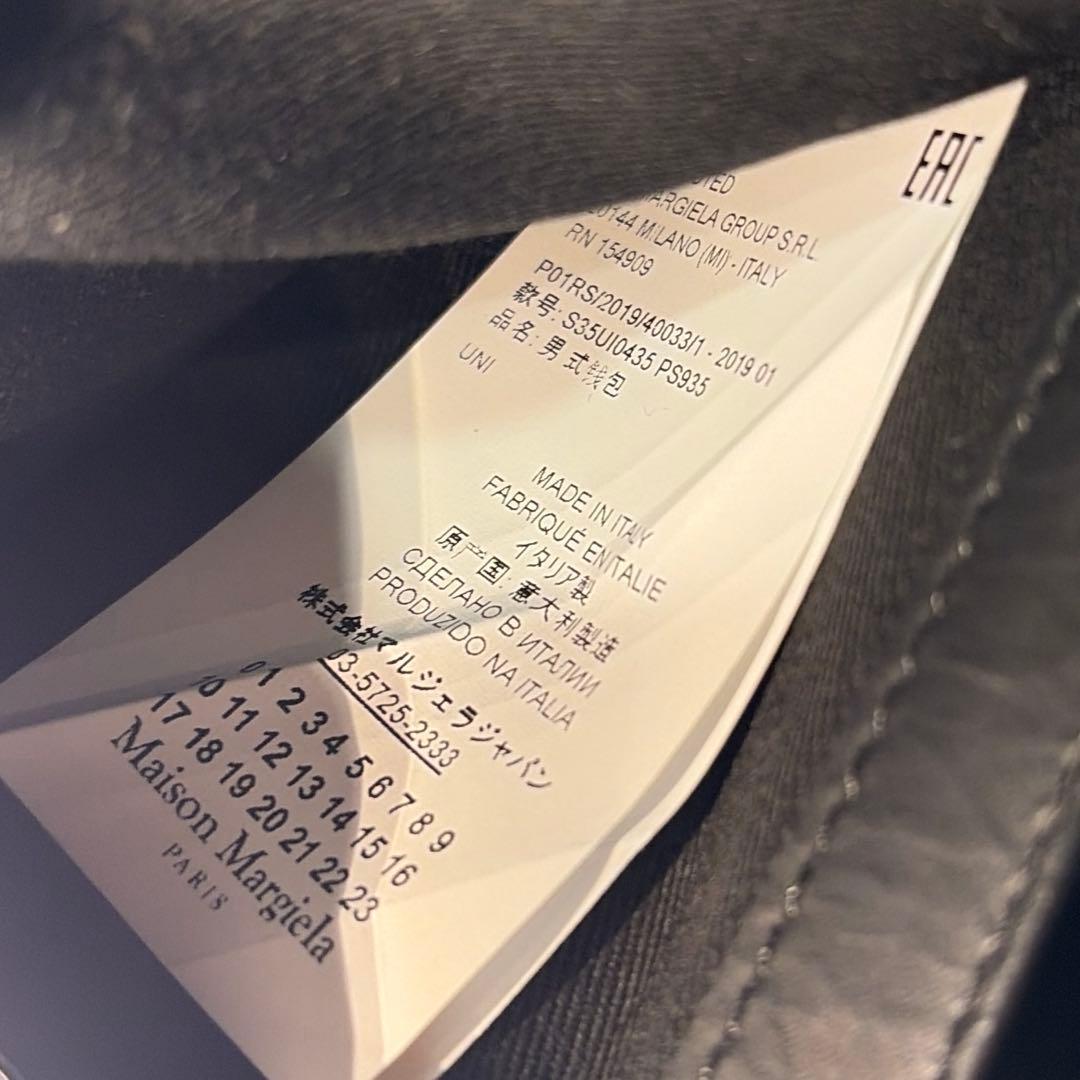 EAC
MARGIELA GROUP S.R.L.
20144 MILANO (MI) - ITALY
RN 154909
P01RS/2019/40033/1 - 2019 01
款号: S35UI0435 PS935
品名: 男式钱包
UNI
MADE IN ITALY
FABRIQUÉ EN ITALIE
イタリア製
原产国: 意大利製造
СДЕЛАНО В ИТАЛИИ
PRODUZIDO NA ITALIA
株式会社マルジェラジャパン
03-5725-2333
0 1 2 3 4 5 6 7 8 9
10 11 12 13 14 15 16
17 18 19 20 21 22 23
Maison Margiela
PARIS